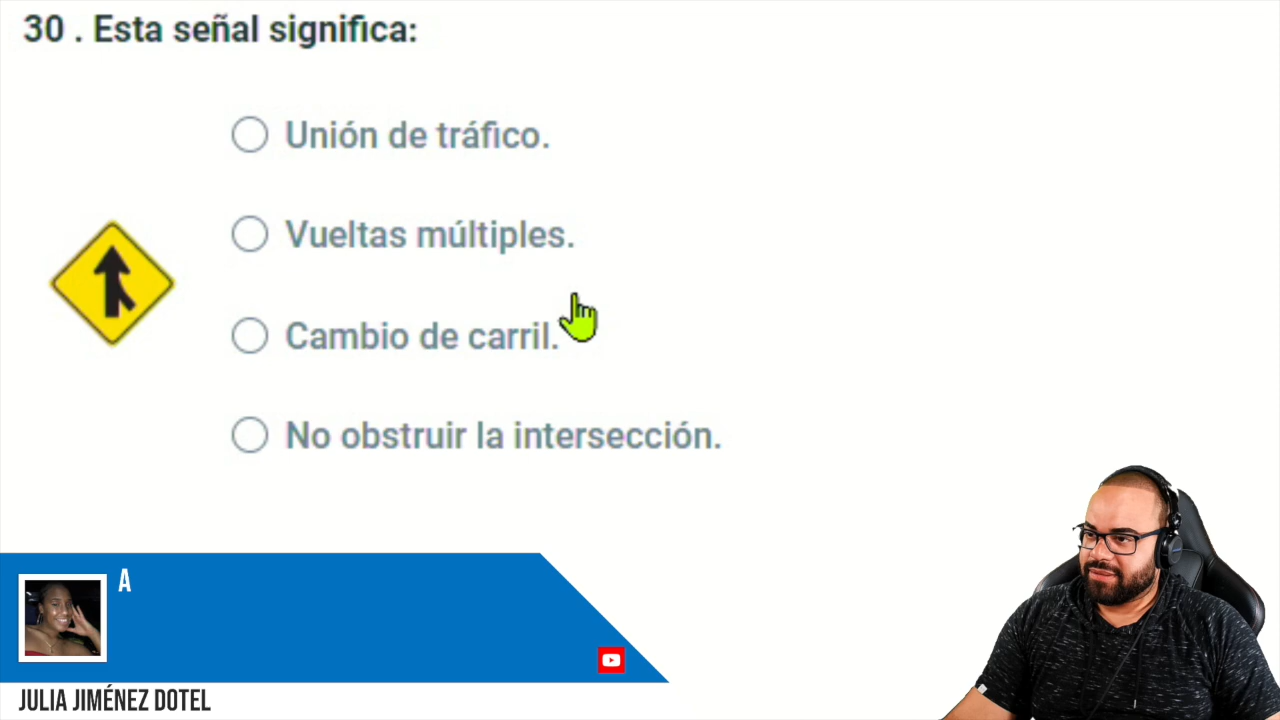 30 . Esta señal significa:
Unión de tráfico.
Vueltas múltiples.
Cambio de carril.
No obstruir la intersección.
A
JULIA JIMÉNEZ DOTEL